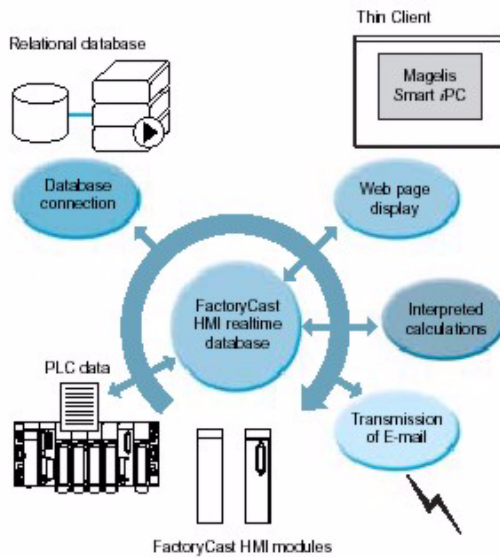 Thin Client
Relational database
Magelis
Smart iPC
Database
connection
Web page
display
FactoryCast
HMI realtime
database
Interpreted
calculations
PLC data
Transmission
of E-mail
FactoryCast HMI modules